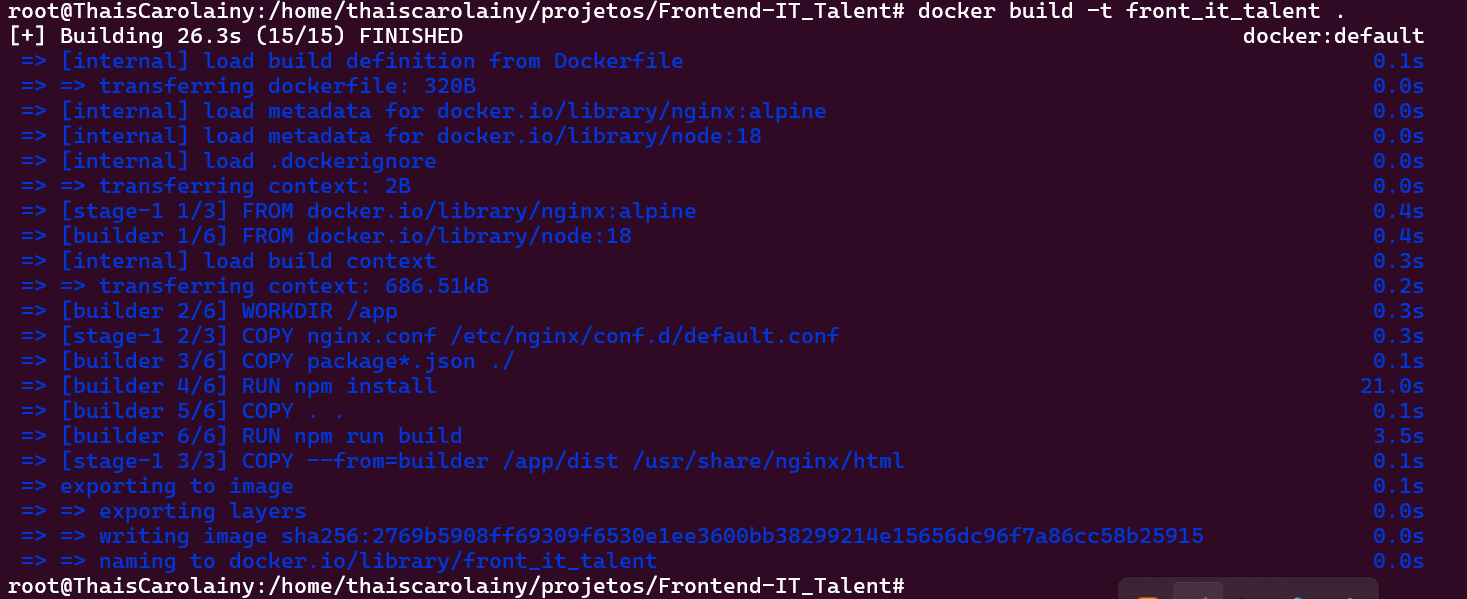 root@ThaisCarolainy:/home/thaiscarolainy/projetos/Frontend-IT_Talent# docker build -t front_it_talent .
[+] Building 26.3s (15/15) FINISHED docker:default
=> [internal] load build definition from Dockerfile 0.1s
=> => transferring dockerfile: 320B 0.0s
=> [internal] load metadata for docker.io/library/nginx:alpine 0.0s
=> [internal] load metadata for docker.io/library/node:18 0.0s
=> [internal] load .dockerignore 0.0s
=> => transferring context: 2B 0.0s
=> [stage-1 1/3] FROM docker.io/library/nginx:alpine 0.4s
=> [builder 1/6] FROM docker.io/library/node:18 0.4s
=> [internal] load build context 0.3s
=> => transferring context: 686.51kB 0.2s
=> [builder 2/6] WORKDIR /app 0.3s
=> [stage-1 2/3] COPY nginx.conf /etc/nginx/conf.d/default.conf 0.3s
=> [builder 3/6] COPY package*.json ./ 0.1s
=> [builder 4/6] RUN npm install 21.0s
=> [builder 5/6] COPY . . 0.1s
=> [builder 6/6] RUN npm run build 3.5s
=> [stage-1 3/3] COPY --from=builder /app/dist /usr/share/nginx/html 0.1s
=> exporting to image 0.1s
=> => exporting layers 0.0s
=> => writing image sha256:2769b5908ff69309f6530e1ee3600bb38299214e15656dc96f7a86cc58b25915 0.0s
=> => naming to docker.io/library/front_it_talent 0.0s
root@ThaisCarolainy:/home/thaiscarolainy/projetos/Frontend-IT_Talent#